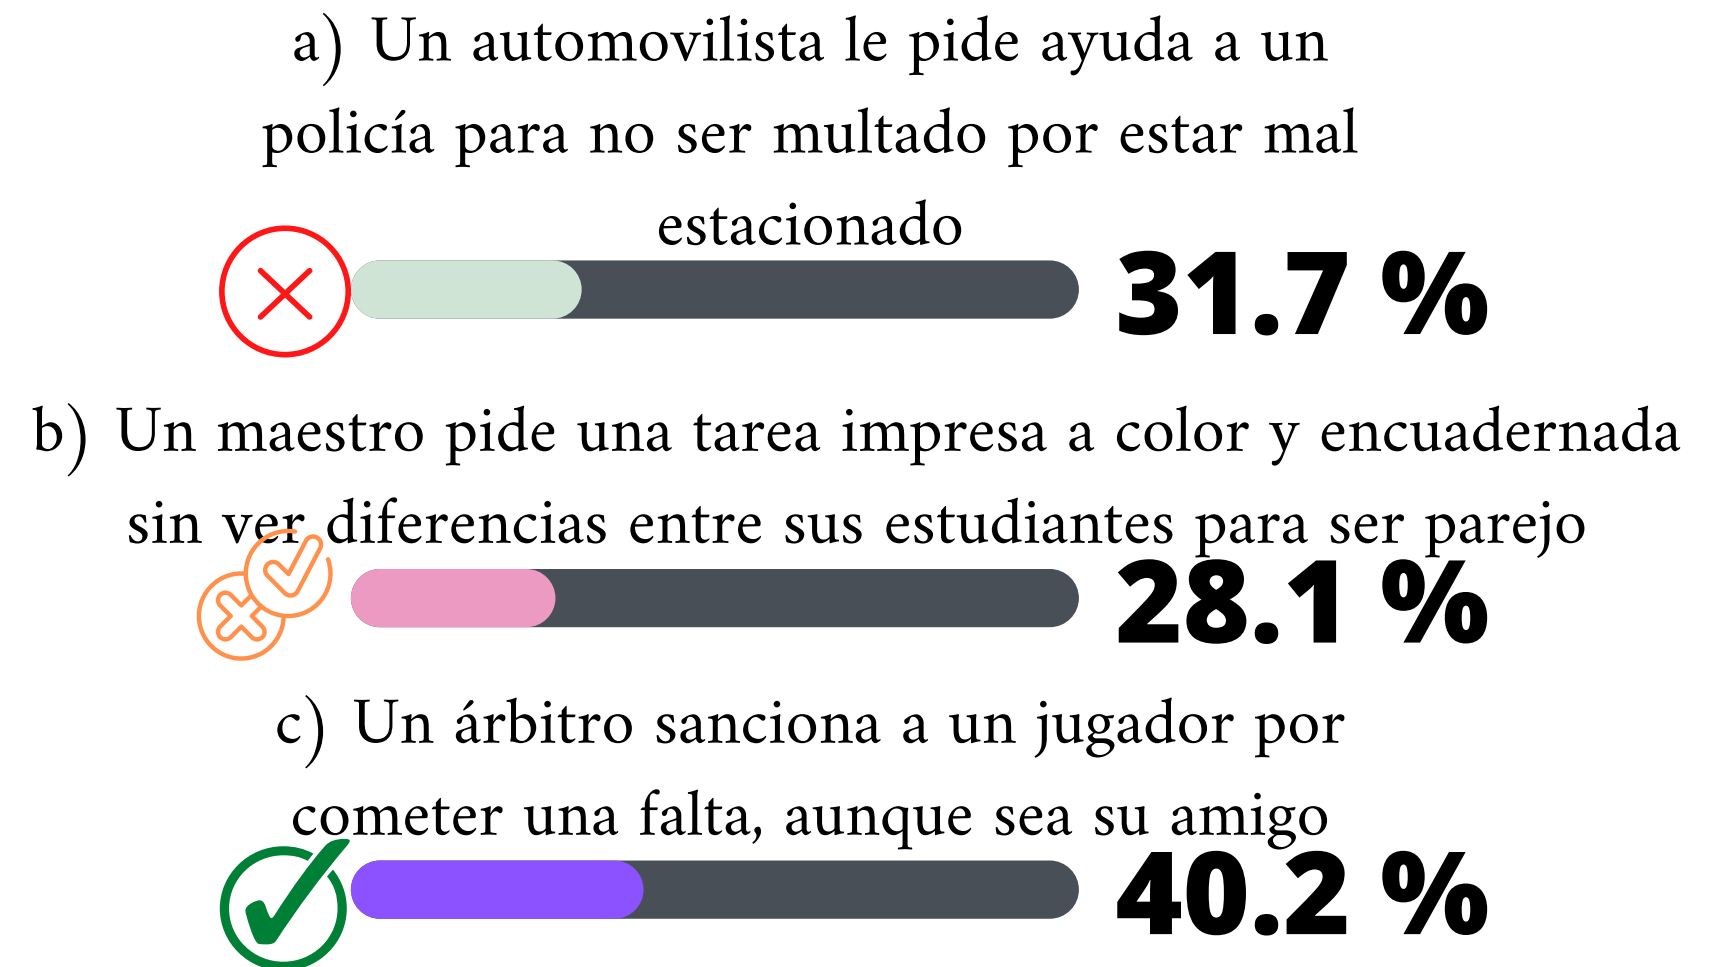 a) Un automovilista le pide ayuda a un
policía para no ser multado por estar mal
estacionado
31.7 %
b) Un maestro pide una tarea impresa a color y encuadernada
sin ver diferencias entre sus estudiantes para ser parejo
28.1 %
c) Un árbitro sanciona a un jugador por
cometer una falta, aunque sea su amigo
40.2 %